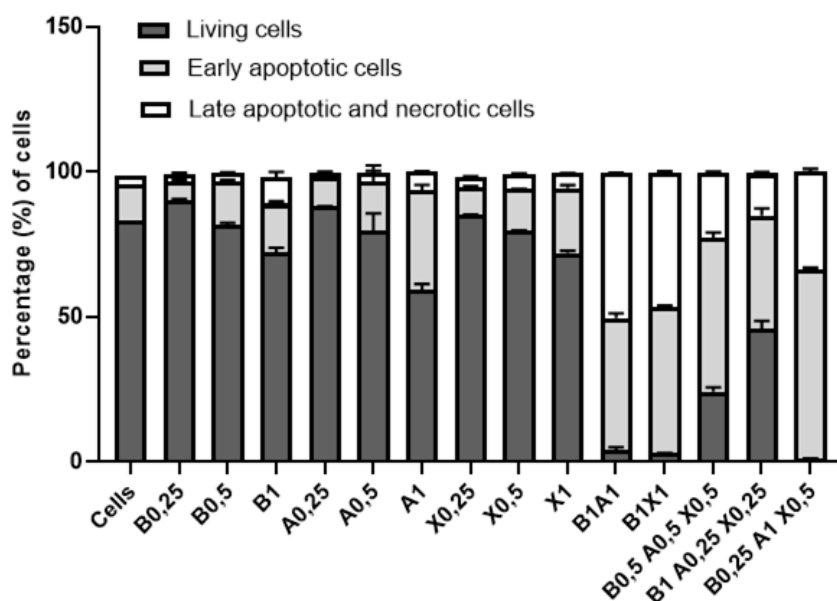 150
100
50
0
Percentage (%) of cells
Living cells
Early apoptotic cells
Late apoptotic and necrotic cells
Cells
B0,25
B0,5
B1
A0,25
A0,5
A1
X0,25
X0,5
X1
B1A1
B1X1
B0,5 A0,5 X0,5
B1 A0,25 X0,25
B0,25 A1 X0,5